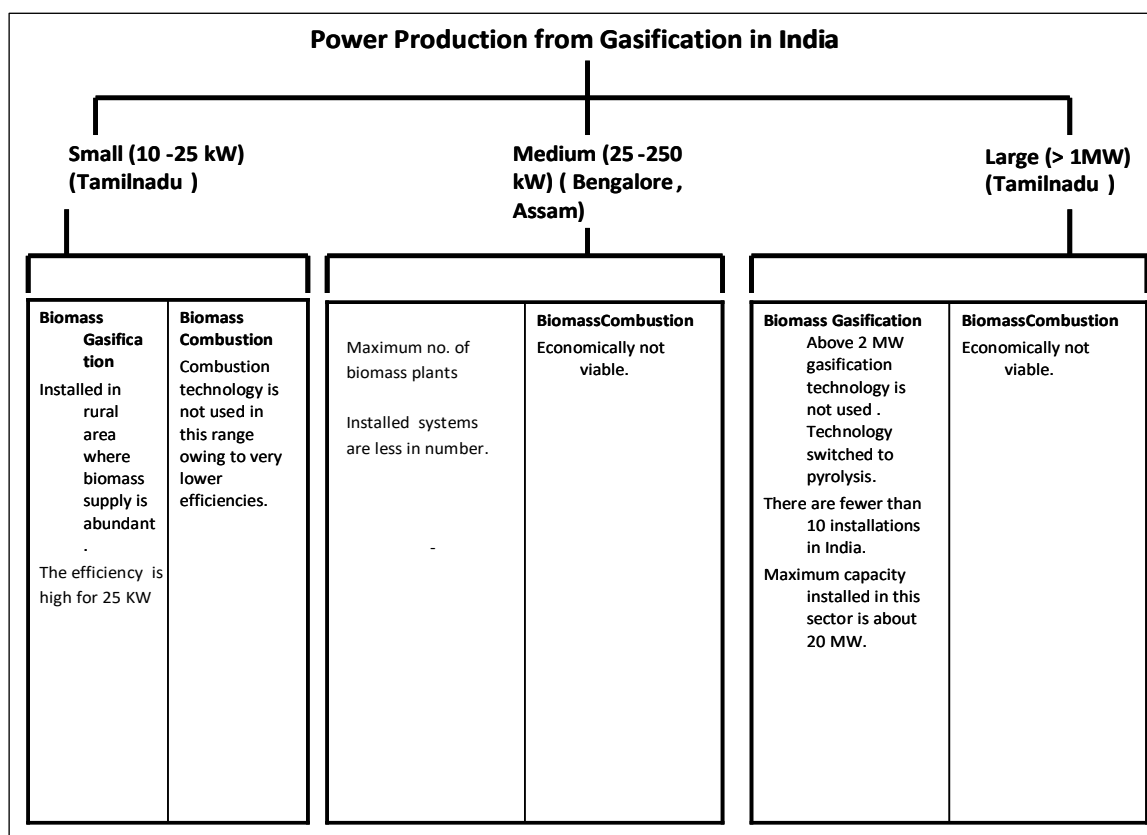 Power Production from Gasification in India
Small (10 -25 kW)
(Tamilnadu )
Medium (25 -250
kW) ( Bengalore ,
Assam)
Large (> 1MW)
(Tamilnadu )
Biomass
Gasifica
tion
Installed in
rural
area
where
biomass
supply is
abundant
.
The efficiency is
high for 25 KW
Biomass
Combustion
Combustion
technology is
not used in
this range
owing to very
lower
efficiencies.
Maximum no. of
biomass plants
Installed systems
are less in number.
-
BiomassCombustion
Economically not
viable.
Biomass Gasification
Above 2 MW
gasification
technology is
not used .
Technology
switched to
pyrolysis.
There are fewer than
10 installations
in India.
Maximum capacity
installed in this
sector is about
20 MW.
BiomassCombustion
Economically not
viable.